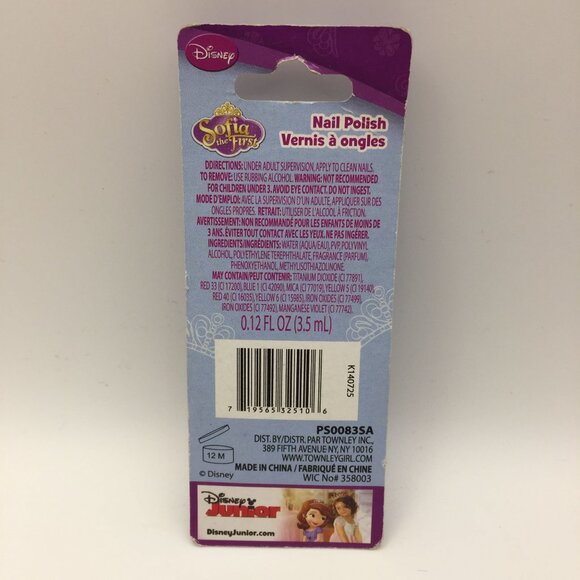 Disney
Sofia
the First
Nail Polish
Vernis à ongles
DDIRECTIONS: UNDER ADULT SUPERVISION, APPLY TO CLEAN NAILS.
TO REMOVE: USE RUBBING ALCOHOL. WARNING: NOT RECOMMENDED
FOR CHILDREN UNDER 3. AVOID EYE CONTACT. DO NOT INGEST.
MODE D'EMPLOI: AVEC LA SUPERVISION D'UN ADULTE, APPLIQUER SUR DES
ONGLES PROPRES. RETRAIT: UTILISER DE L'ALCOOL À FRICTION.
AVERTISSEMENT: NON RECOMMANDÉ POUR ENFANTS DE MOINS DE
3 ANS. ÉVITER TOUT CONTACT AVEC LES YEUX. NE PAS INGÉRER.
INGREDIENTS/INGRÉDIENTS: WATER (AQUA/EAU), PVP, POLYVINYL
ALCOHOL, POLYETHYLENE TEREPHTHALATE, FRAGRANCE (PARFUM),
PHENOXYETHANOL, METHYLISOTHIAZOLINONE.
MAY CONTAIN/PEUT CONTENIR: TITANIUM DIOXIDE (CI 77891),
RED 33 (CI 17200), BLUE 1 (CI 42090), MICA (CI 77019), YELLOW 5 (CI 19140),
RED 40 (CI 16035), YELLOW 6 (CI 15985), IRON OXIDES (CI 77499),
IRON OXIDES (CI 77492), MANGANESE VIOLET (CI 77742).
0.12 FL OZ (3.5 mL)
K140725
7 19565 32510 6
PS0083SA
12 M
DIST. BY/DISTR. PAR TOWNLEY INC.,
389 FIFTH AVENUE NY, NY 10016
WWW.TOWNLEYGIRL.COM
MADE IN CHINA / FABRIQUÉ EN CHINE
© Disney
WIC No# 358003
Disney
Junior
DisneyJunior.com